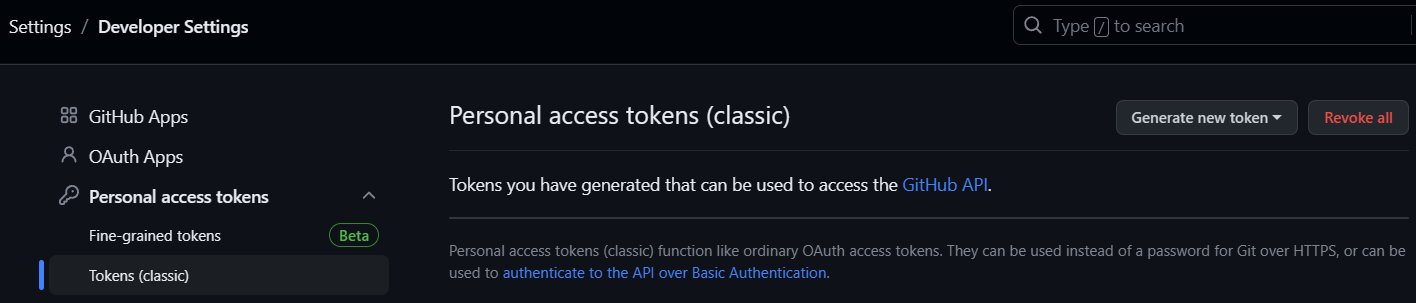 Settings / Developer Settings
Type / to search
GitHub Apps
OAuth Apps
Personal access tokens
Fine-grained tokens Beta
Tokens (classic)
Personal access tokens (classic)
Generate new token
Revoke all
Tokens you have generated that can be used to access the GitHub API.
Personal access tokens (classic) function like ordinary OAuth access tokens. They can be used instead of a password for Git over HTTPS, or can be
used to authenticate to the API over Basic Authentication.